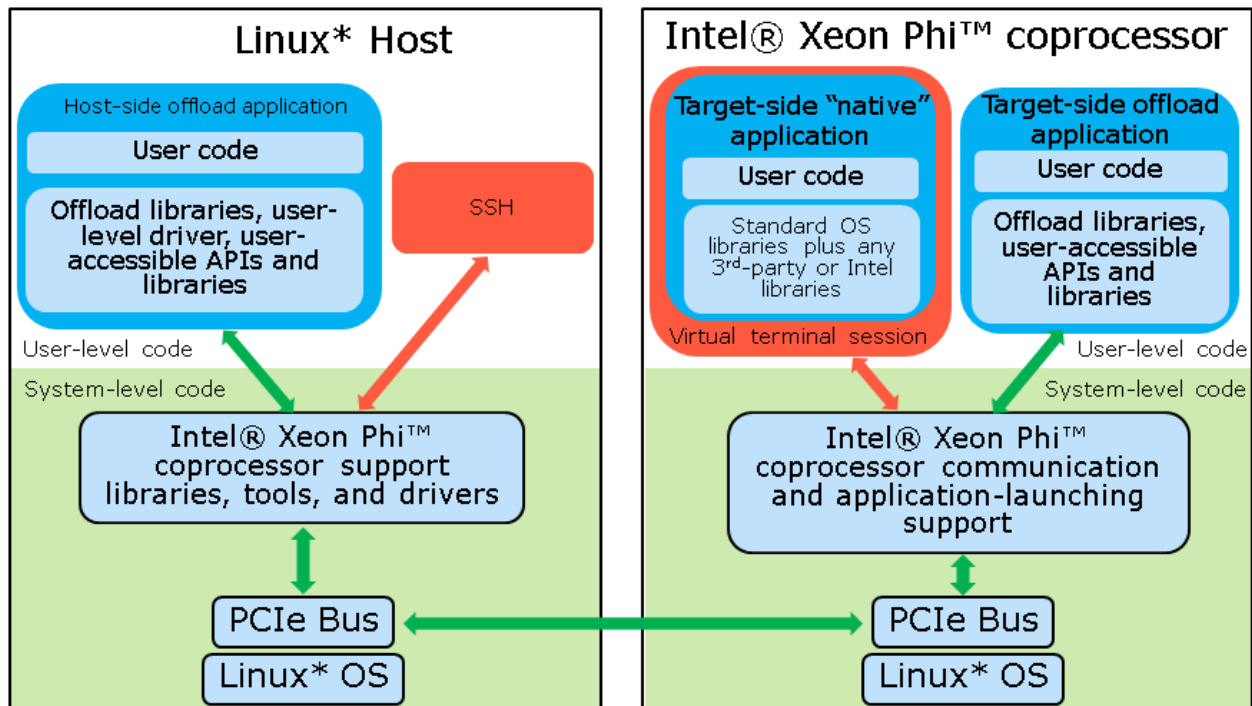 Linux* Host
Host-side offload application
User code
Offload libraries, user-
level driver, user-
accessible APIs and
libraries
SSH
User-level code
System-level code
Intel® Xeon Phi™
coprocessor support
libraries, tools, and drivers
PCIe Bus
Linux* OS
Intel® Xeon Phi™ coprocessor
Target-side “native”
application
User code
Standard OS
libraries plus any
3rd-party or Intel
libraries
Virtual terminal session
Target-side offload
application
User code
Offload libraries,
user-accessible
APIs and
libraries
User-level code
System-level code
Intel® Xeon Phi™
coprocessor communication
and application-launching
support
PCIe Bus
Linux* OS